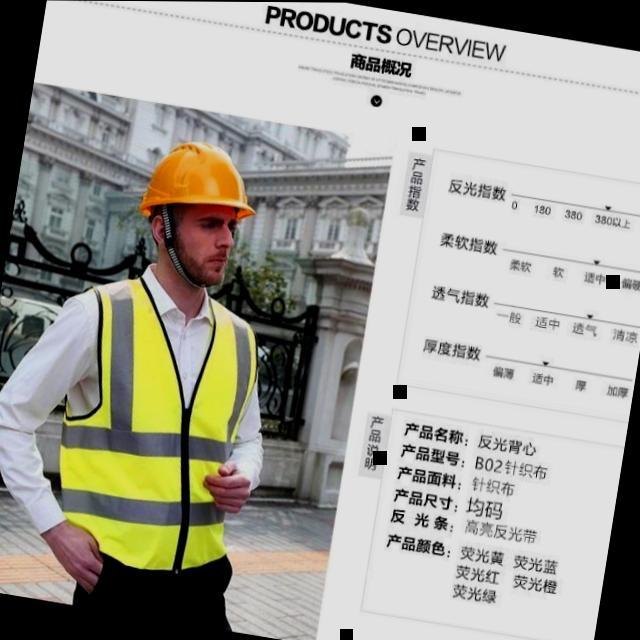 PRODUCTS OVERVIEW
商品概况
产品指数
反光指数
0 180 380 380以上
柔软指数
柔软 软 适中 偏硬
透气指数
一般 适中 透气 清凉
厚度指数
偏薄 适中 厚 加厚
产品说明
产品名称： 反光背心
产品型号： B02针织布
产品面料： 针织布
产品尺寸： 均码
反 光 条： 高亮反光带
产品颜色： 荧光黄 荧光蓝
荧光红 荧光橙
荧光绿